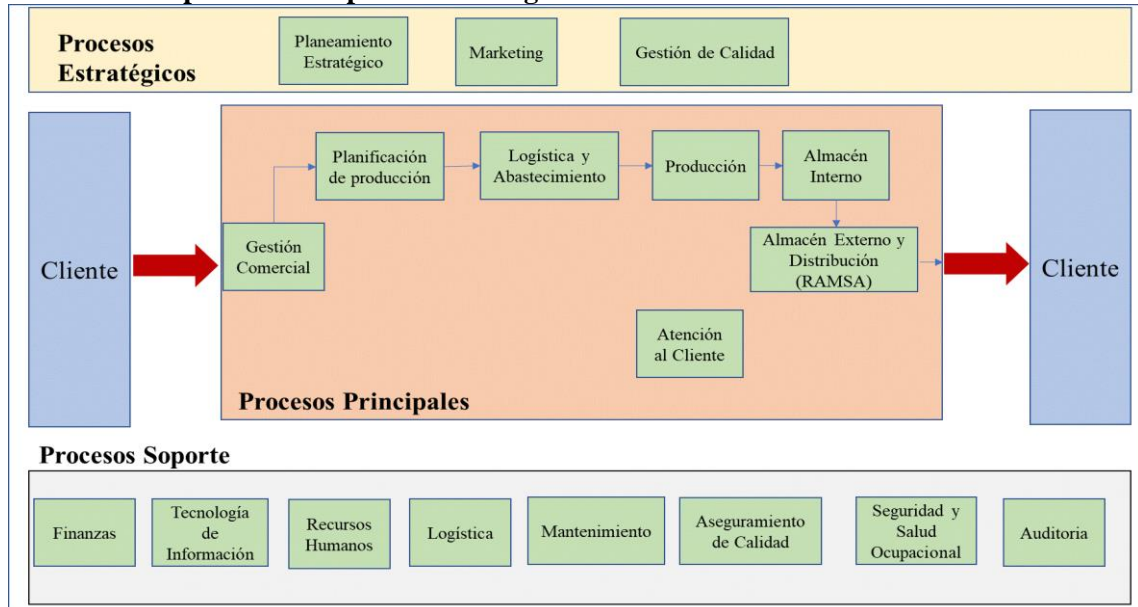 Procesos
Estratégicos
Planeamiento
Estratégico
Marketing
Gestión de Calidad
Cliente
Gestión
Comercial
Planificación
de producción
Logística y
Abastecimiento
Producción
Almacén
Interno
Almacén Externo y
Distribución
(RAMSA)
Atención
al Cliente
Procesos Principales
Cliente
Procesos Soporte
Finanzas
Tecnología
de
Información
Recursos
Humanos
Logística
Mantenimiento
Aseguramiento
de Calidad
Seguridad y
Salud
Ocupacional
Auditoria